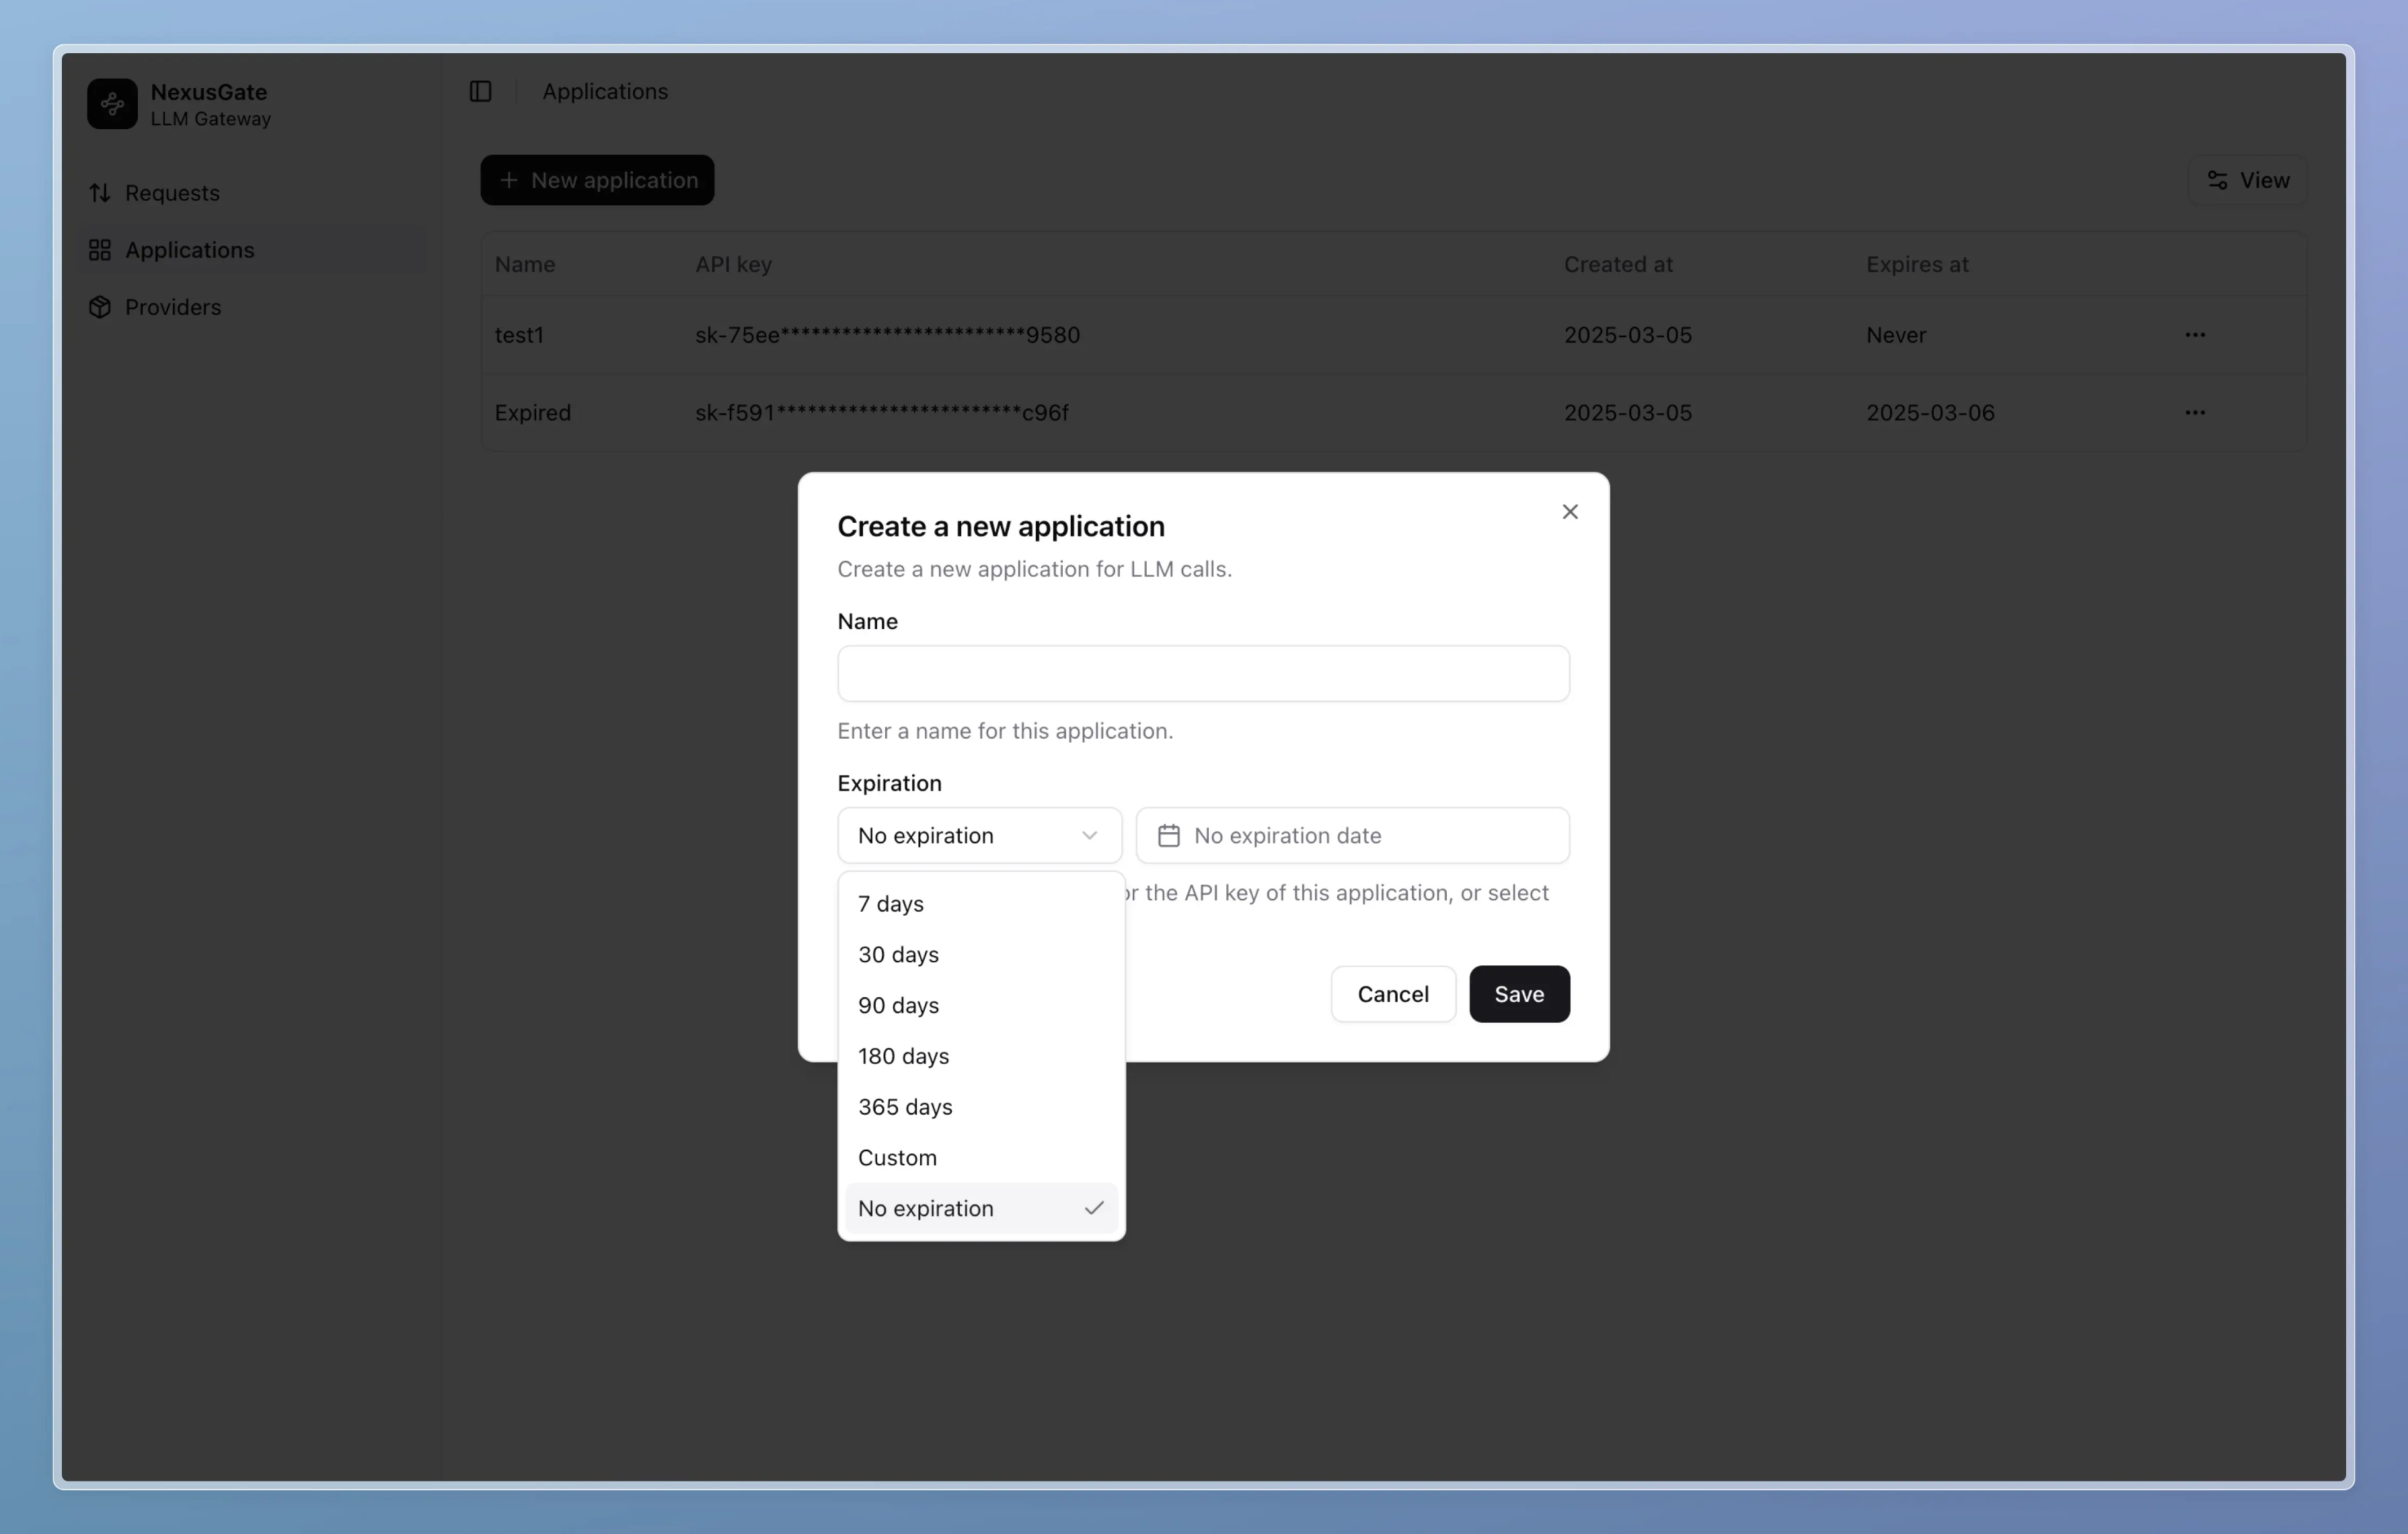 NexusGate
LLM Gateway
Requests
Applications
Providers
Applications
New application
View
Name API key Created at Expires at
test1 sk-75ee************************9580 2025-03-05 Never
Expired sk-f591************************c96f 2025-03-05 2025-03-06
Create a new application
Create a new application for LLM calls.
Name
Enter a name for this application.
Expiration
No expiration No expiration date
the API key of this application, or select
7 days
30 days
90 days
180 days
365 days
Custom
No expiration
Cancel Save